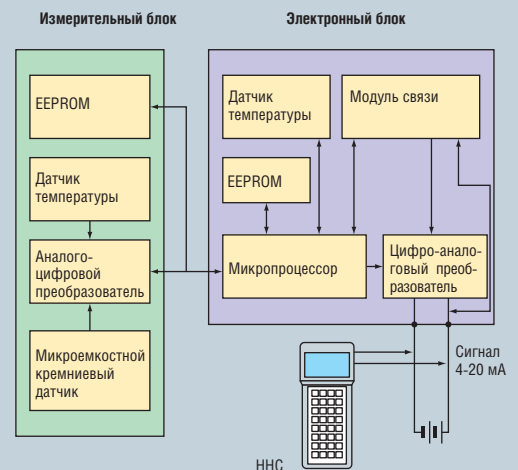 Измерительный блок
Электронный блок
EEPROM
Датчик
температуры
Аналого-
цифровой
преобразователь
Микроемкостной
кремниевый
датчик
Датчик
температуры
Модуль связи
EEPROM
Микропроцессор
Цифро-анало-
говый преоб-
разователь
Сигнал
4-20 мА
ННС